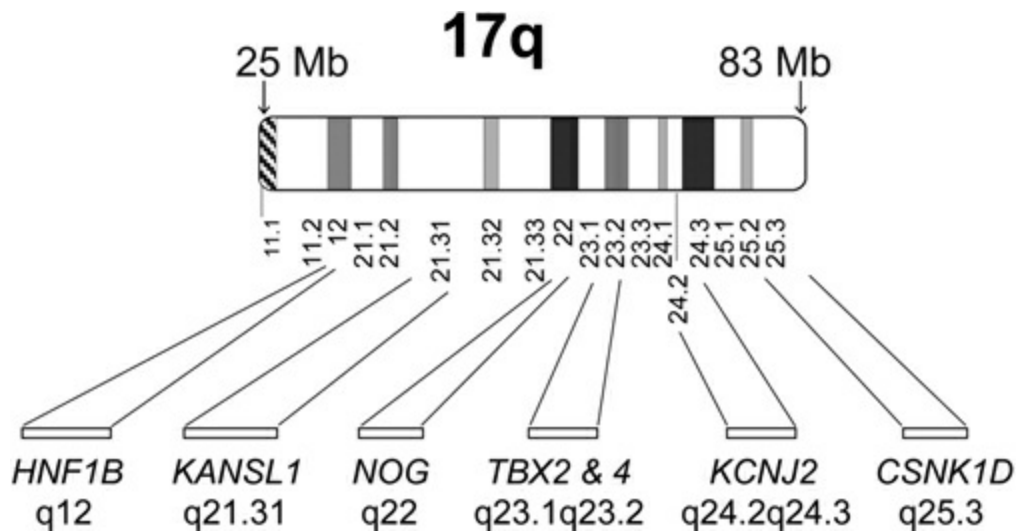 17q
25 Mb 83 Mb
11.1 11.2 12 21.1 21.2 21.31 21.32 21.33 22 23.1 23.2 23.3 24.1 24.2 24.3 25.1 25.2 25.3
HNF1B KANSL1 NOG TBX2 & 4 KCNJ2 CSNK1D
q12 q21.31 q22 q23.1q23.2 q24.2q24.3 q25.3